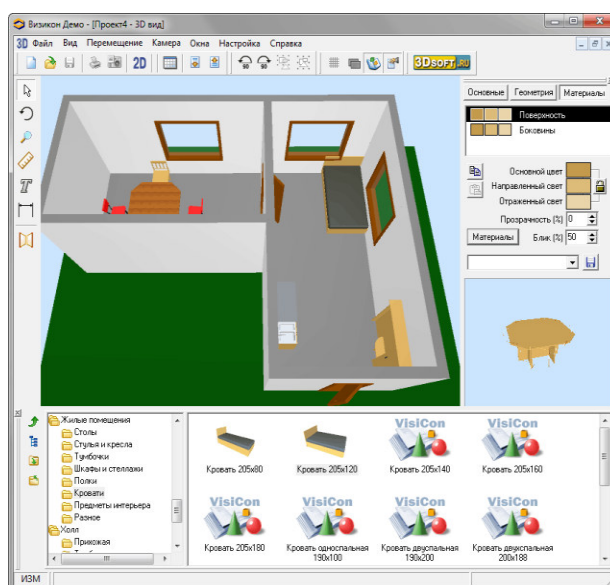 Визикон Демо - [Проект4 - 3D вид]
3D Файл Вид Перемещение Камера Окна Настройка Справка
2D 90 90 3DSOFT.RU
Основные Геометрия Материалы
Поверхность
Боковины
Основной цвет
Направленный свет
Отраженный свет
Прозрачность (%) 0
Материалы Блик (%) 50
Жилые помещения
Столы
Стулья и кресла
Тумбочки
Шкафы и стеллажи
Полки
Кровати
Предметы интерьера
Разное
Холл
Прихожая
VisiCon VisiCon
Кровать 205x80 Кровать 205x120 Кровать 205x140 Кровать 205x160
VisiCon VisiCon VisiCon VisiCon
Кровать 205x180 Кровать односпальная 190x100 Кровать двуспальная 190x200 Кровать двухспальная 200x188
ИЗМ